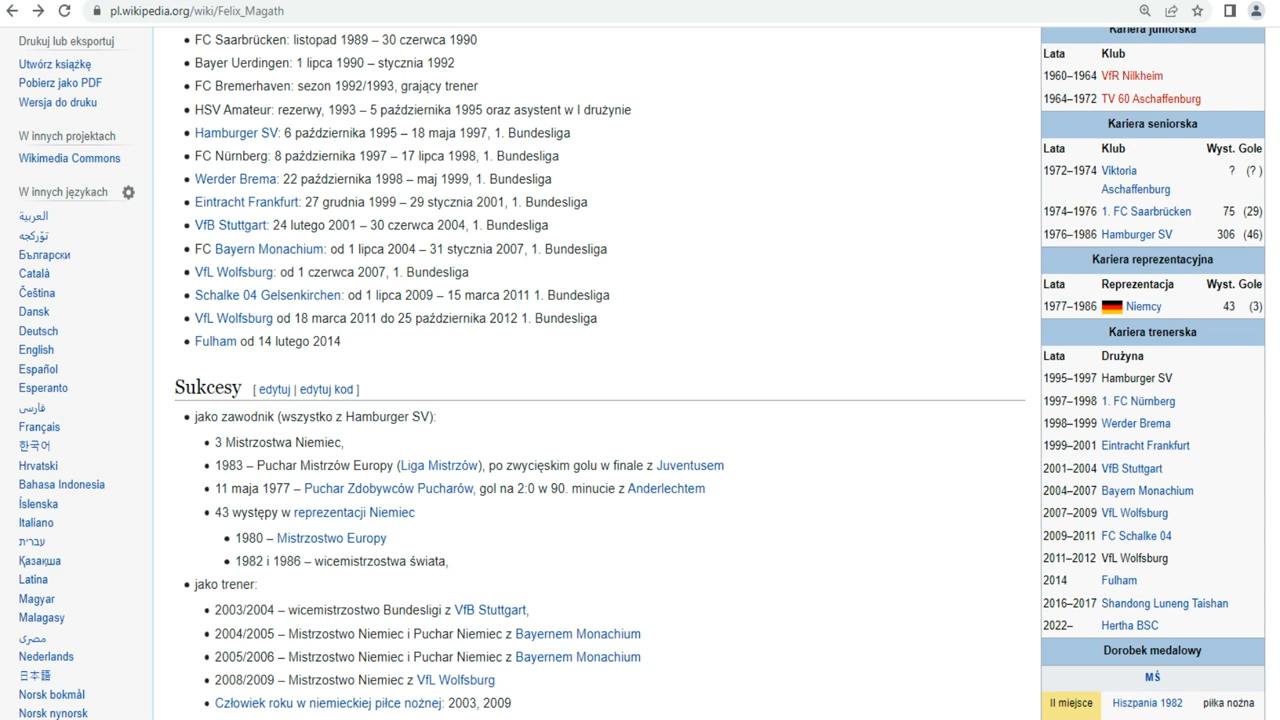 pl.wikipedia.org/wiki/Felix_Magath
Drukuj lub eksportuj
Utwórz książkę
Pobierz jako PDF
Wersja do druku
W innych projektach
Wikimedia Commons
W innych językach
العربية
تۆرکجه
Български
Català
Čeština
Dansk
Deutsch
English
Español
Esperanto
فارسی
Français
한국어
Hrvatski
Bahasa Indonesia
Íslenska
Italiano
עברית
Қазақша
Latina
Magyar
Malagasy
مصرى
Nederlands
日本語
Norsk bokmål
Norsk nynorsk
FC Saarbrücken: listopad 1989 – 30 czerwca 1990
Bayer Uerdingen: 1 lipca 1990 – stycznia 1992
FC Bremerhaven: sezon 1992/1993, grający trener
HSV Amateur: rezerwy, 1993 – 5 października 1995 oraz asystent w I drużynie
Hamburger SV: 6 października 1995 – 18 maja 1997, 1. Bundesliga
FC Nürnberg: 8 października 1997 – 17 lipca 1998, 1. Bundesliga
Werder Brema: 22 października 1998 – maj 1999, 1. Bundesliga
Eintracht Frankfurt: 27 grudnia 1999 – 29 stycznia 2001, 1. Bundesliga
VfB Stuttgart: 24 lutego 2001 – 30 czerwca 2004, 1. Bundesliga
FC Bayern Monachium: od 1 lipca 2004 – 31 stycznia 2007, 1. Bundesliga
VfL Wolfsburg: od 1 czerwca 2007, 1. Bundesliga
Schalke 04 Gelsenkirchen: od 1 lipca 2009 – 15 marca 2011 1. Bundesliga
VfL Wolfsburg od 18 marca 2011 do 25 października 2012 1. Bundesliga
Fulham od 14 lutego 2014
Sukcesy [ edytuj | edytuj kod ]
jako zawodnik (wszystko z Hamburger SV):
3 Mistrzostwa Niemiec,
1983 – Puchar Mistrzów Europy (Liga Mistrzów), po zwycięskim golu w finale z Juventusem
11 maja 1977 – Puchar Zdobywców Pucharów, gol na 2:0 w 90. minucie z Anderlechtem
43 występy w reprezentacji Niemiec
1980 – Mistrzostwo Europy
1982 i 1986 – wicemistrzostwa świata,
jako trener:
2003/2004 – wicemistrzostwo Bundesligi z VfB Stuttgart,
2004/2005 – Mistrzostwo Niemiec i Puchar Niemiec z Bayernem Monachium
2005/2006 – Mistrzostwo Niemiec i Puchar Niemiec z Bayernem Monachium
2008/2009 – Mistrzostwo Niemiec z VfL Wolfsburg
Człowiek roku w niemieckiej piłce nożnej: 2003, 2009
Kariera juniorska
Lata Klub
1960–1964 VfR Nilkheim
1964–1972 TV 60 Aschaffenburg
Kariera seniorska
Lata Klub Wyst. Gole
1972–1974 Viktoria ? (? )
Aschaffenburg
1974–1976 1. FC Saarbrücken 75 (29)
1976–1986 Hamburger SV 306 (46)
Kariera reprezentacyjna
Lata Reprezentacja Wyst. Gole
1977–1986 Niemcy 43 (3)
Kariera trenerska
Lata Drużyna
1995–1997 Hamburger SV
1997–1998 1. FC Nürnberg
1998–1999 Werder Brema
1999–2001 Eintracht Frankfurt
2001–2004 VfB Stuttgart
2004–2007 Bayern Monachium
2007–2009 VfL Wolfsburg
2009–2011 FC Schalke 04
2011–2012 VfL Wolfsburg
2014 Fulham
2016–2017 Shandong Luneng Taishan
2022– Hertha BSC
Dorobek medalowy
MŚ
II miejsce Hiszpania 1982 piłka nożna